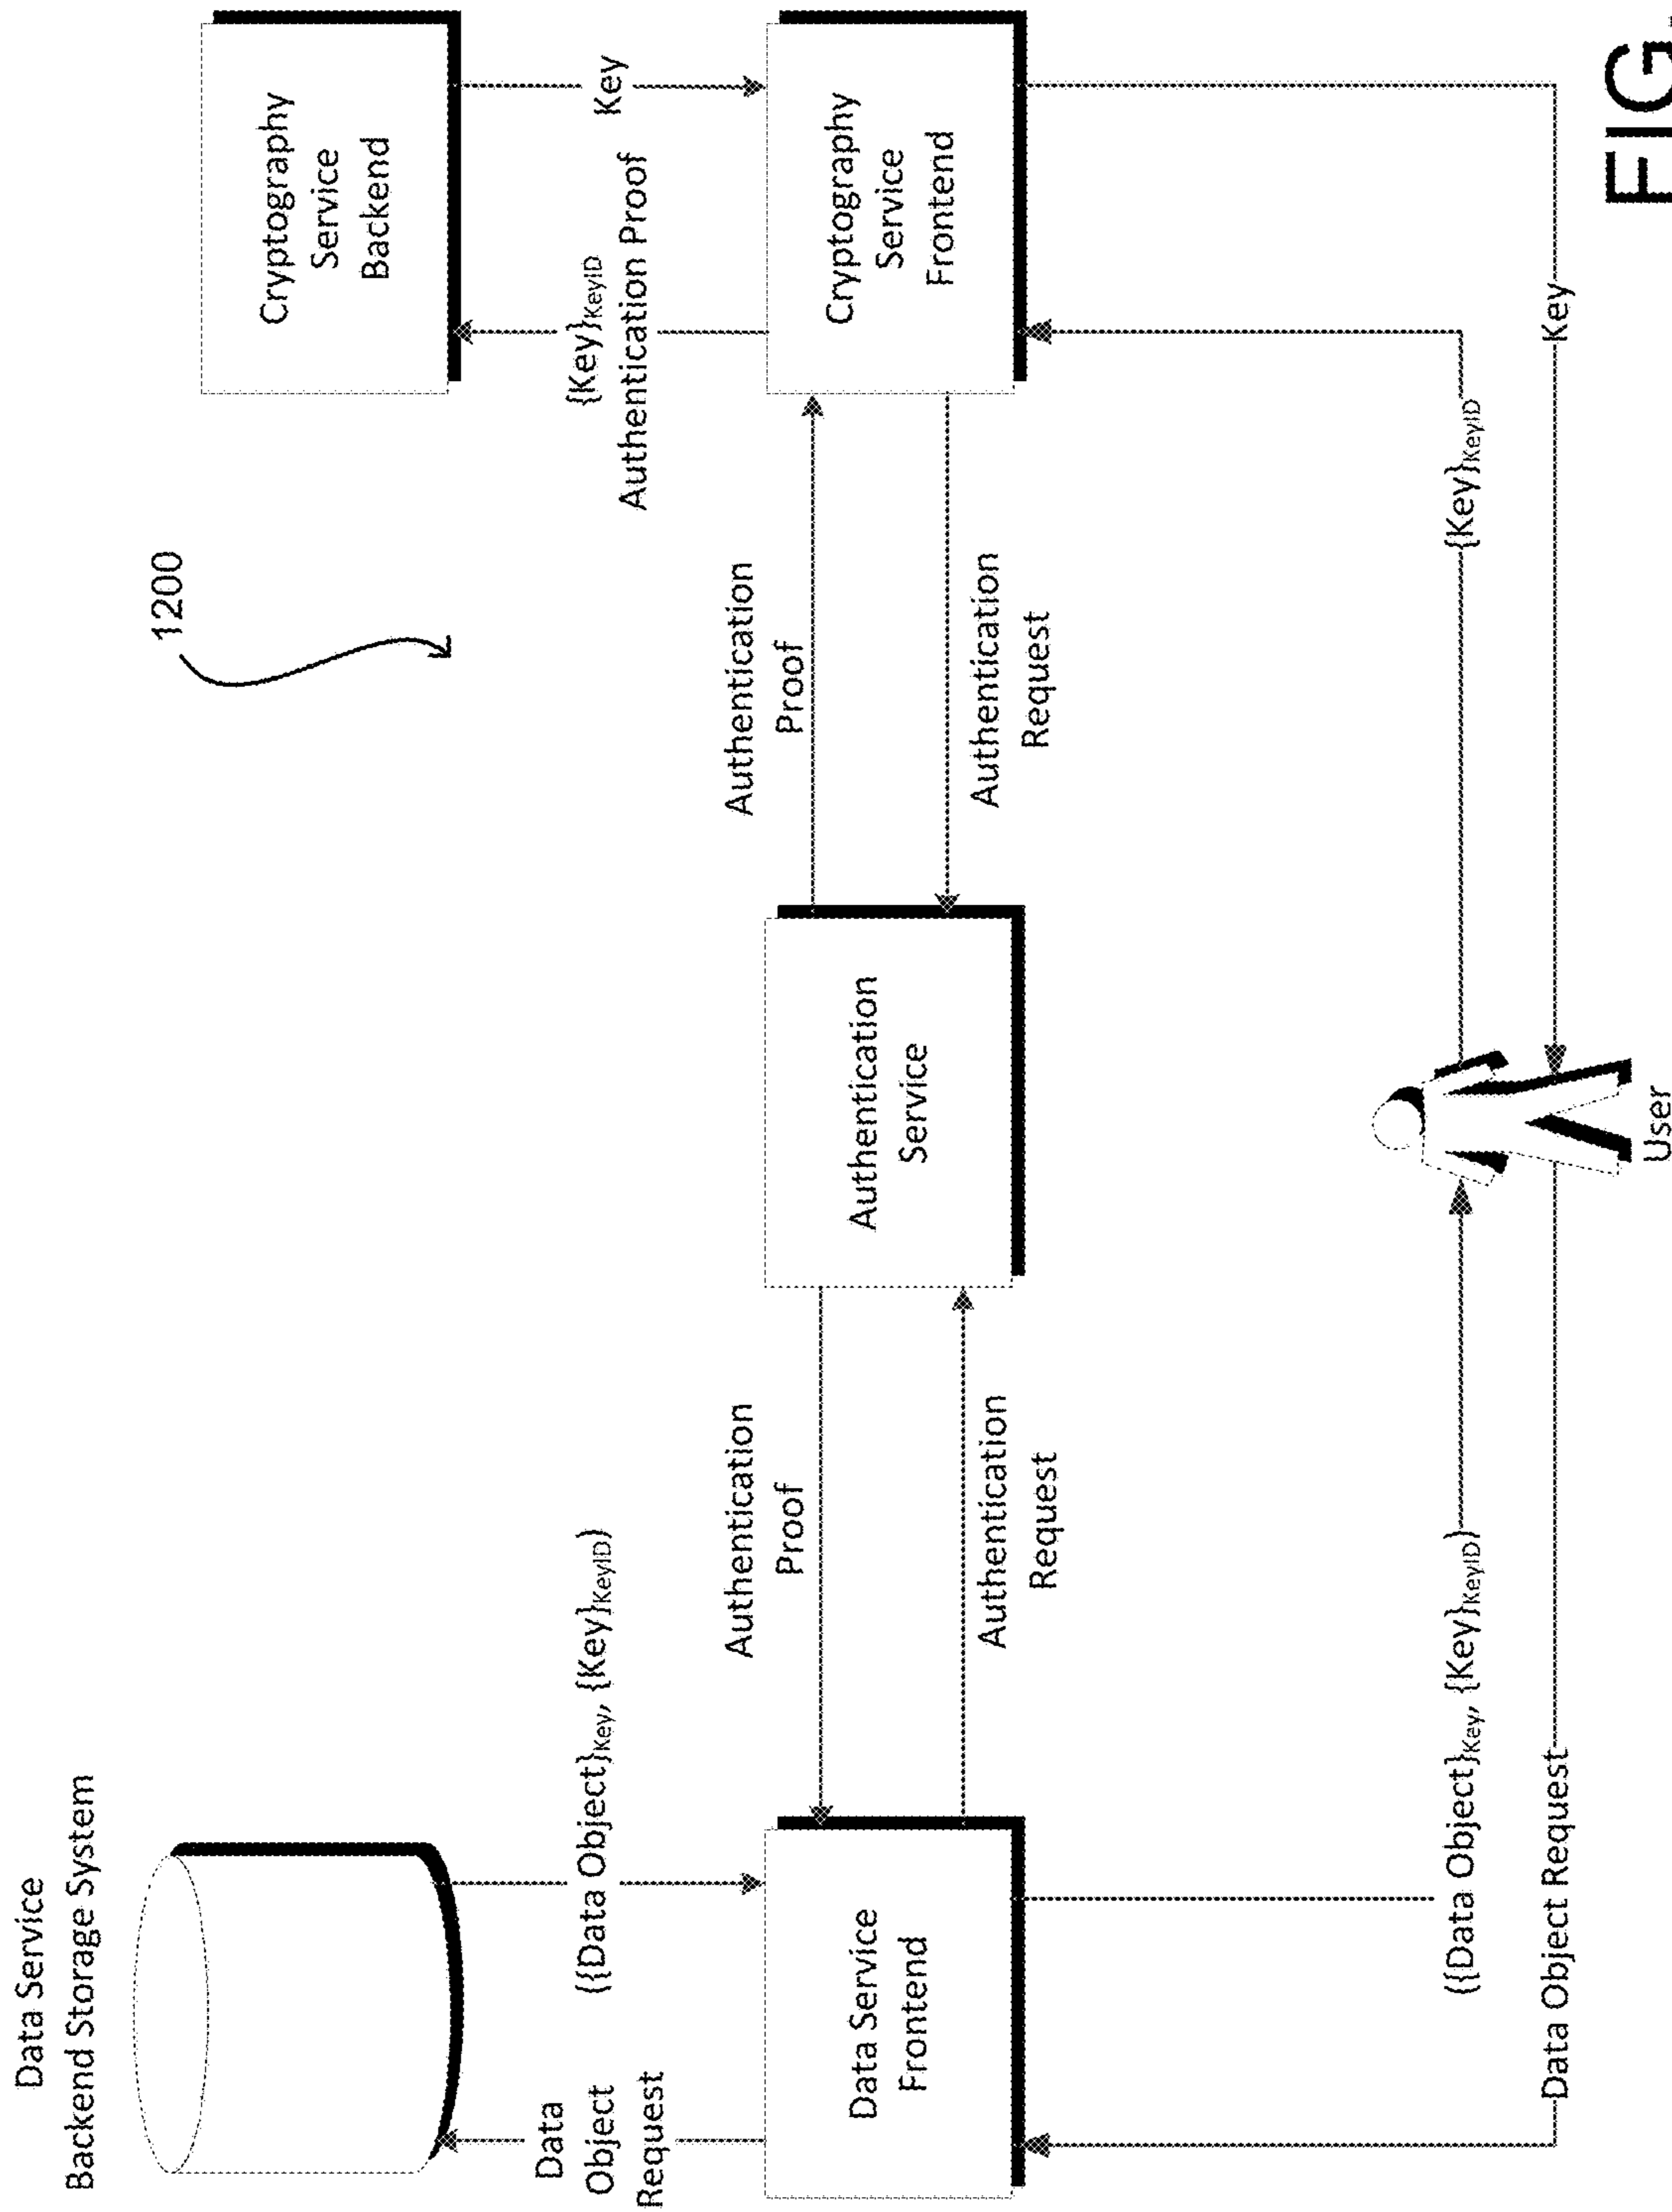 1200
Data Service
Backend Storage System
Data
Object
Request
({Data Object}Key, {Key}KeyID)
{Key}KeyID
Authentication Proof
Key
Cryptography
Service
Backend
Data Service
Frontend
Authentication
Proof
Authentication
Request
Authentication
Service
Authentication
Proof
Authentication
Request
Cryptography
Service
Frontend
({Data Object}Key, {Key}KeyID)
{Key}KeyID
Data Object Request
Key
User
FIG.